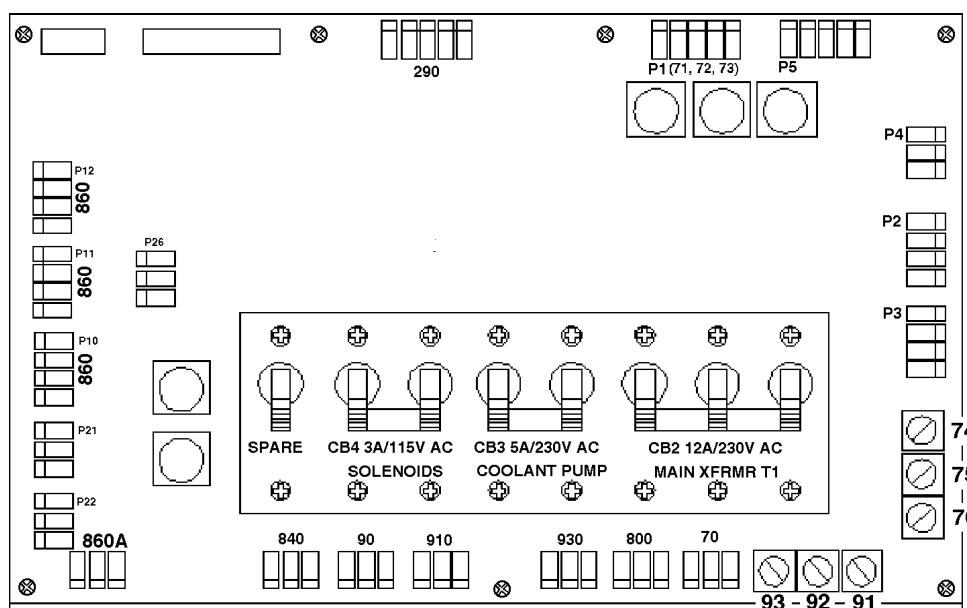 290
P1 (71, 72, 73)
P5
P4
P12
860
P2
P11
860
P26
P3
P10
860
P21
SPARE
CB4 3A/115V AC
CB3 5A/230V AC
CB2 12A/230V AC
SOLENOIDS
COOLANT PUMP
MAIN XFRMR T1
74
P22
860A
840
90
910
930
800
70
93 - 92 - 91